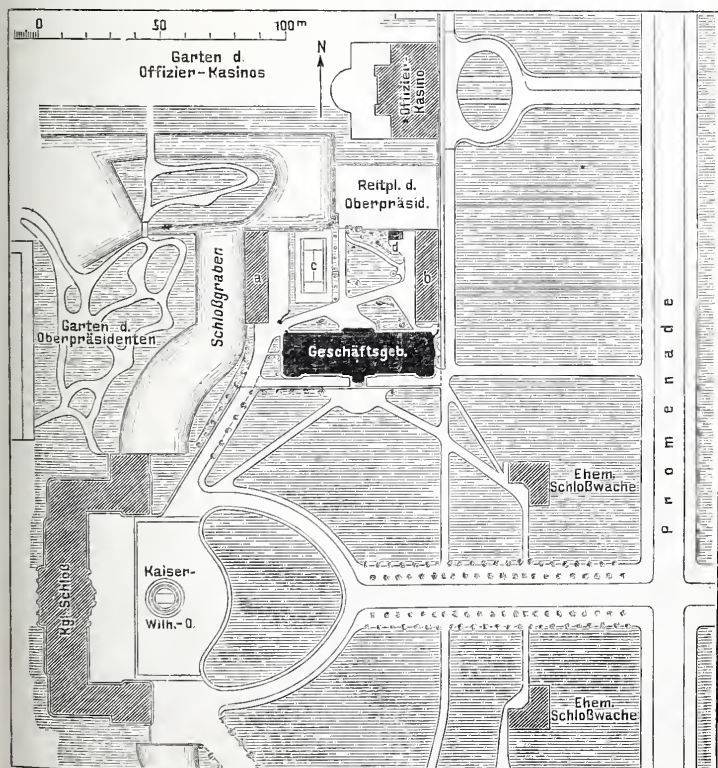 0 50 100 m
Garten d.
Offizier-Kasinos
N
Offizier-
Kasino
Reitpl. d.
Oberpräsid.
a
c
d
b
Schloßgraben
Garten d.
Oberpräsidenten
Geschäftsgeb.
Promenade
Ehem.
Schloßwache
Kgl. Schloß
Kaiser-
Wilh.-D.
Ehem.
Schloßwache